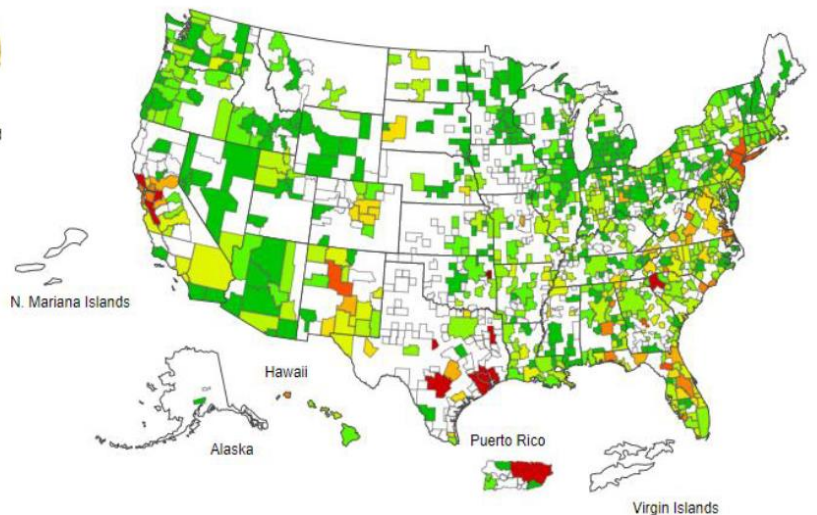 N. Mariana Islands
Hawaii
Alaska
Puerto Rico
Virgin Islands